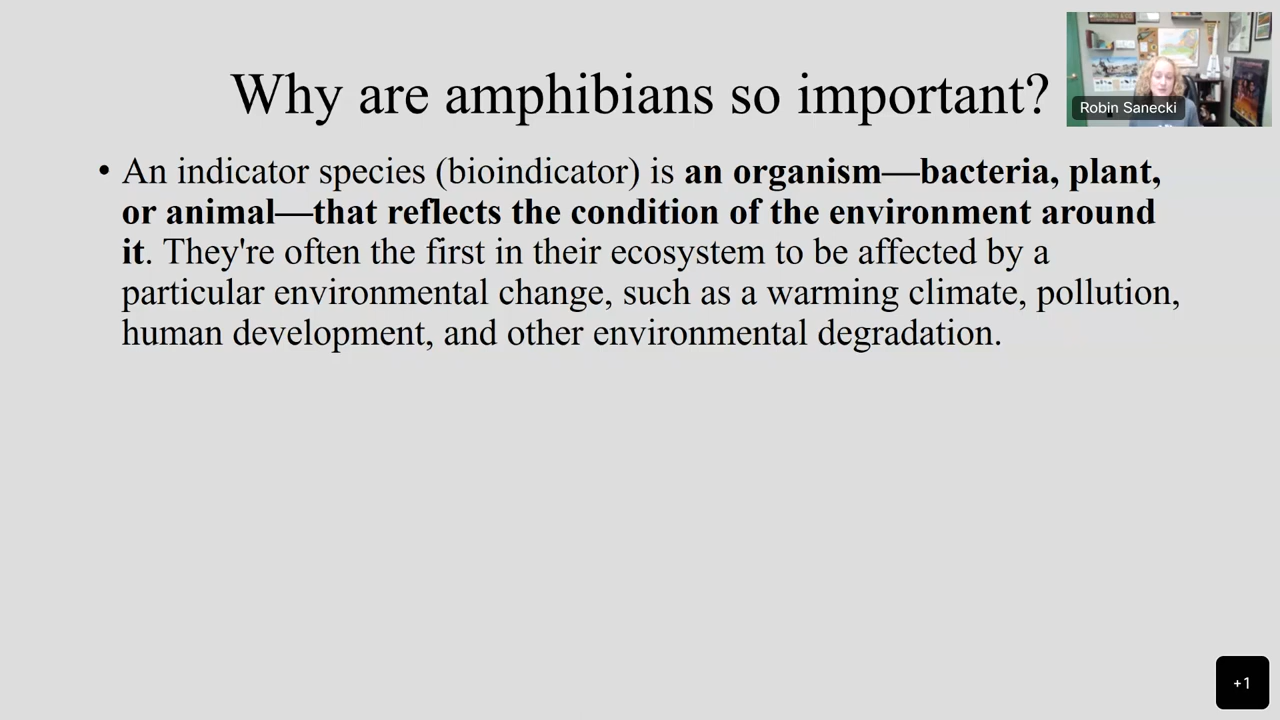 Why are amphibians so important?
Robin Sanecki
• An indicator species (bioindicator) is an organism—bacteria, plant,
or animal—that reflects the condition of the environment around
it. They're often the first in their ecosystem to be affected by a
particular environmental change, such as a warming climate, pollution,
human development, and other environmental degradation.
+1